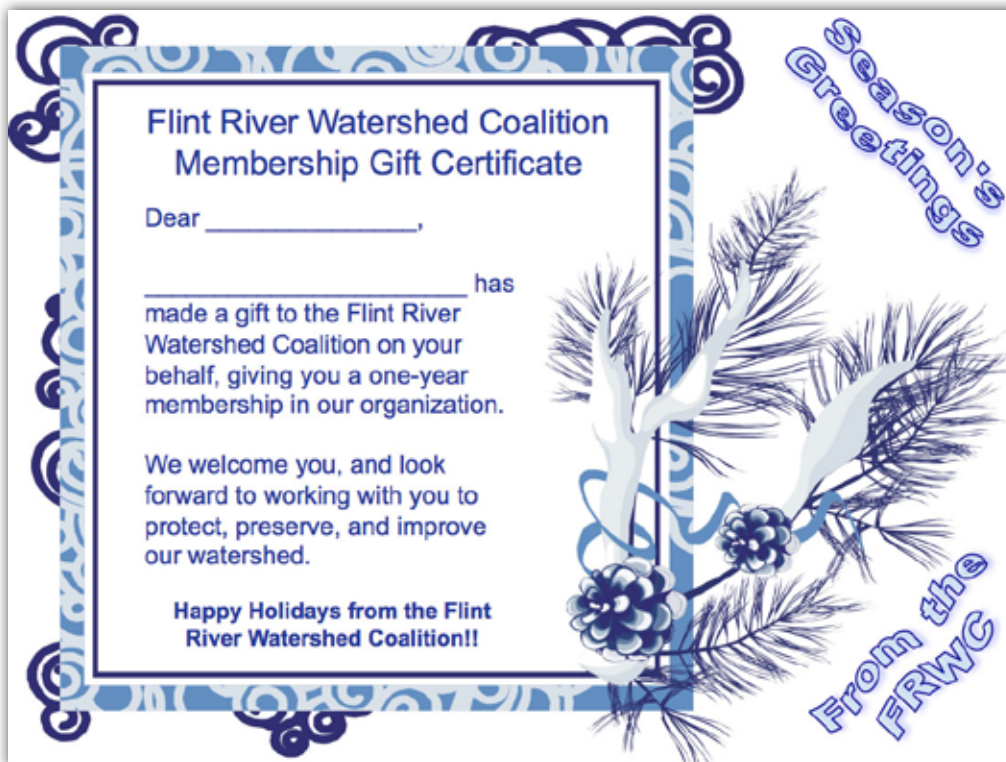 Flint River Watershed Coalition
Membership Gift Certificate
Dear _______________,
_______________________ has
made a gift to the Flint River
Watershed Coalition on your
behalf, giving you a one-year
membership in our organization.
We welcome you, and look
forward to working with you to
protect, preserve, and improve
our watershed.
Happy Holidays from the Flint
River Watershed Coalition!!
Season's
Greetings
From the
FRWC